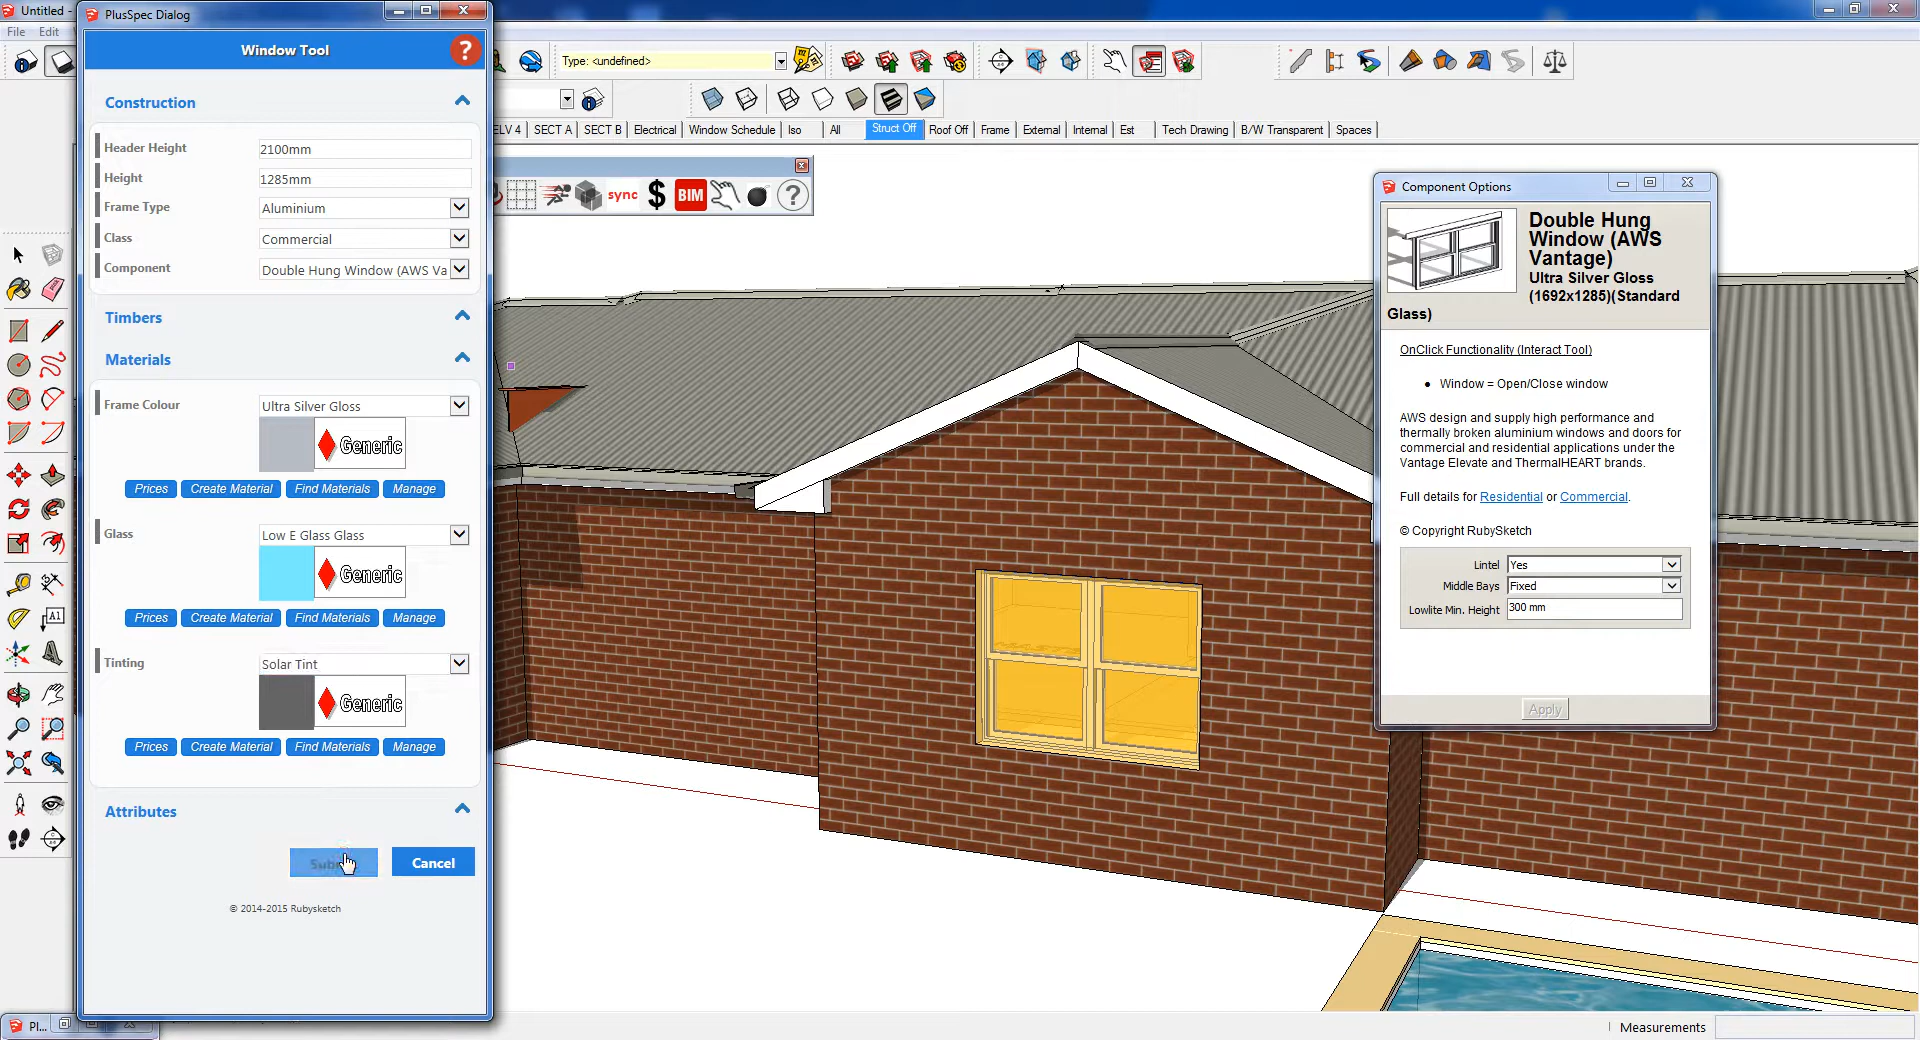 Untitled -
PlusSpec Dialog
File Edit
Window Tool
?
Type: <undefined>
Construction
Header Height 2100mm
Height 1285mm
Frame Type Aluminium
Class Commercial
Component Double Hung Window (AWS Va
Timbers
Materials
Frame Colour Ultra Silver Gloss
Generic
Prices Create Material Find Materials Manage
Glass Low E Glass Glass
Generic
Prices Create Material Find Materials Manage
Tinting Solar Tint
Generic
Prices Create Material Find Materials Manage
Attributes
Cancel
© 2014-2015 Rubysketch
SECT A SECT B Electrical Window Schedule Iso All Struct Off Roof Off Frame External Internal Est Tech Drawing B/W Transparent Spaces
sync $ BIM ?
A1
Component Options
Double Hung
Window (AWS
Vantage)
Ultra Silver Gloss
(1692x1285)(Standard
Glass)
OnClick Functionality (Interact Tool)
• Window = Open/Close window
AWS design and supply high performance and
thermally broken aluminium windows and doors for
commercial and residential applications under the
Vantage Elevate and ThermalHEART brands.
Full details for Residential or Commercial.
© Copyright RubySketch
Lintel Yes
Middle Bays Fixed
Lowlite Min. Height 300 mm
Apply
Pl...
Measurements